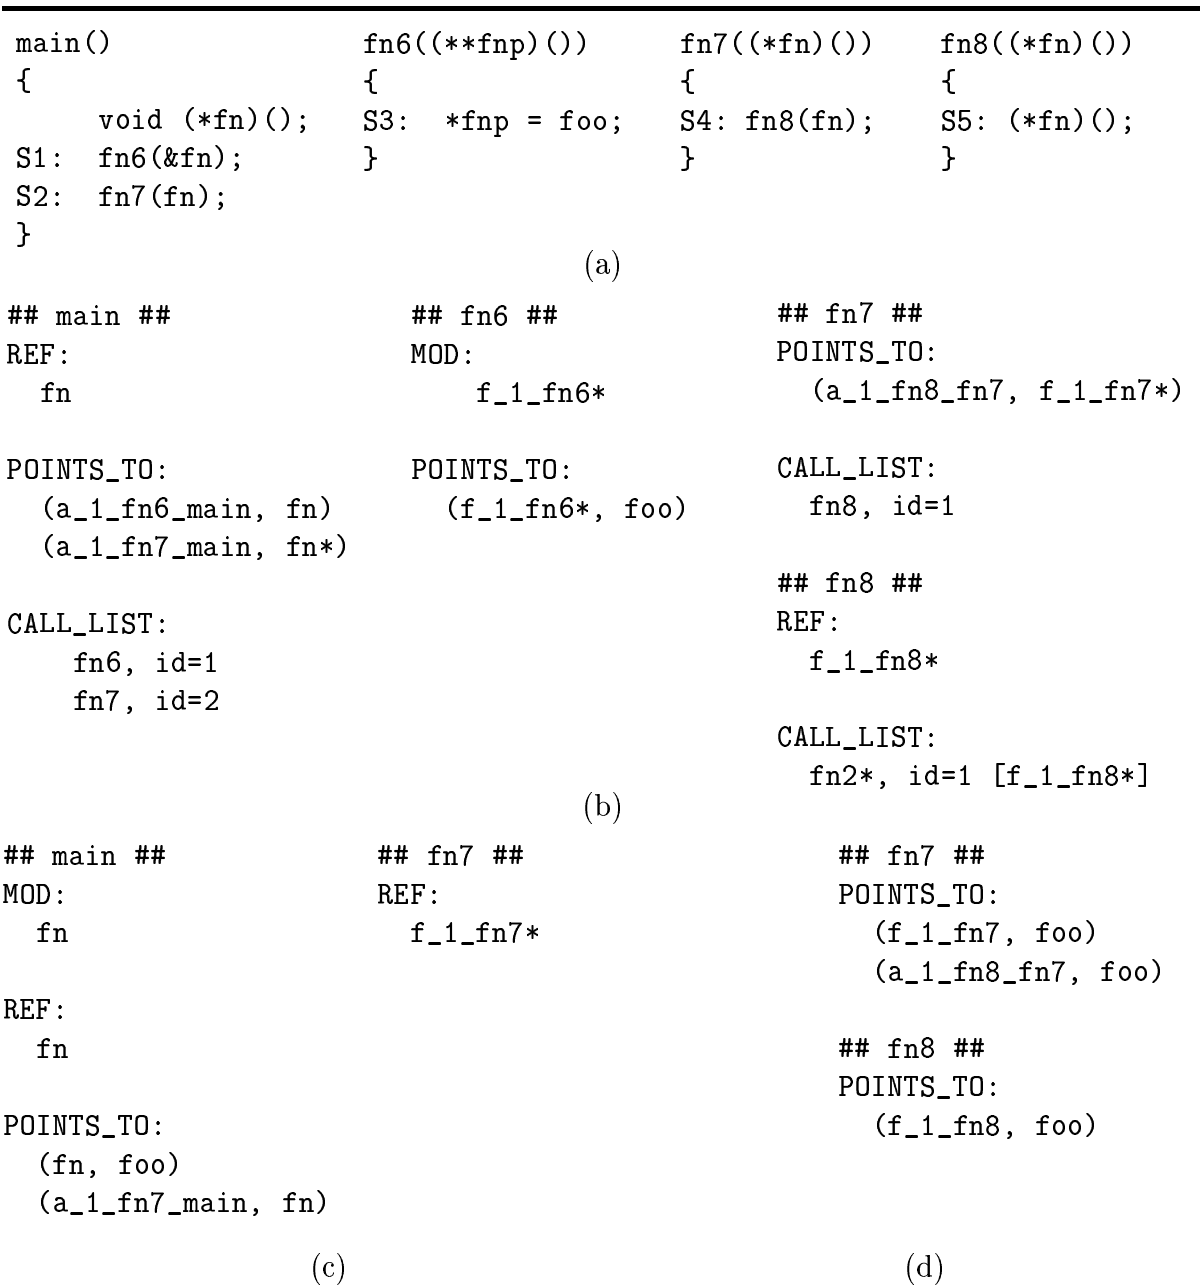 main()
{
void (*fn)();
S1: fn6(&fn);
S2: fn7(fn);
}
fn6((**fnp)())
{
S3: *fnp = foo;
}
fn7((*fn)())
{
S4: fn8(fn);
}
fn8((*fn)())
{
S5: (*fn)();
}
(a)
## main ##
REF:
fn
POINTS_TO:
(a_1_fn6_main, fn)
(a_1_fn7_main, fn*)
CALL_LIST:
fn6, id=1
fn7, id=2
## fn6 ##
MOD:
f_1_fn6*
POINTS_TO:
(f_1_fn6*, foo)
## fn7 ##
POINTS_TO:
(a_1_fn8_fn7, f_1_fn7*)
CALL_LIST:
fn8, id=1
## fn8 ##
REF:
f_1_fn8*
CALL_LIST:
fn2*, id=1 [f_1_fn8*]
(b)
## main ##
MOD:
fn
REF:
fn
POINTS_TO:
(fn, foo)
(a_1_fn7_main, fn)
## fn7 ##
REF:
f_1_fn7*
(c)
## fn7 ##
POINTS_TO:
(f_1_fn7, foo)
(a_1_fn8_fn7, foo)
## fn8 ##
POINTS_TO:
(f_1_fn8, foo)
(d)